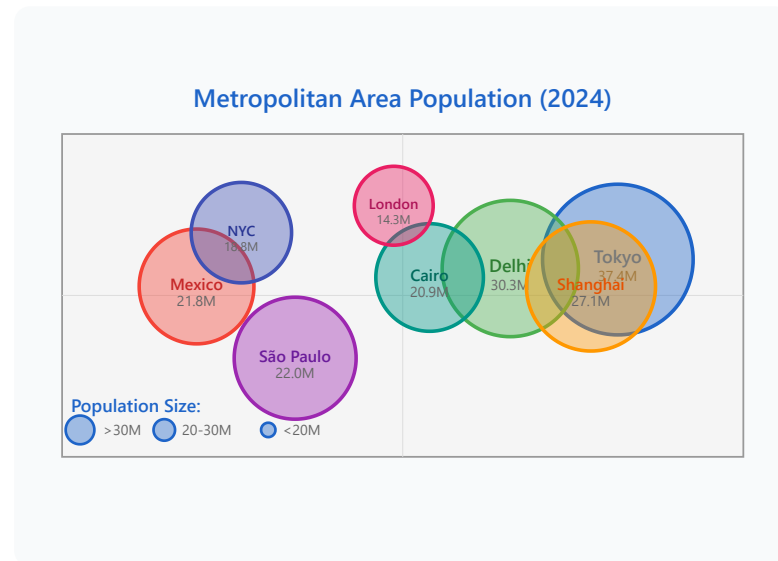 Metropolitan Area Population (2024)
NYC
18.8M
London
14.3M
Mexico
21.8M
Cairo
20.9M
Delhi
30.3M
Tokyo
37.4M
Shanghai
27.1M
São Paulo
22.0M
Population Size:
>30M
20-30M
<20M